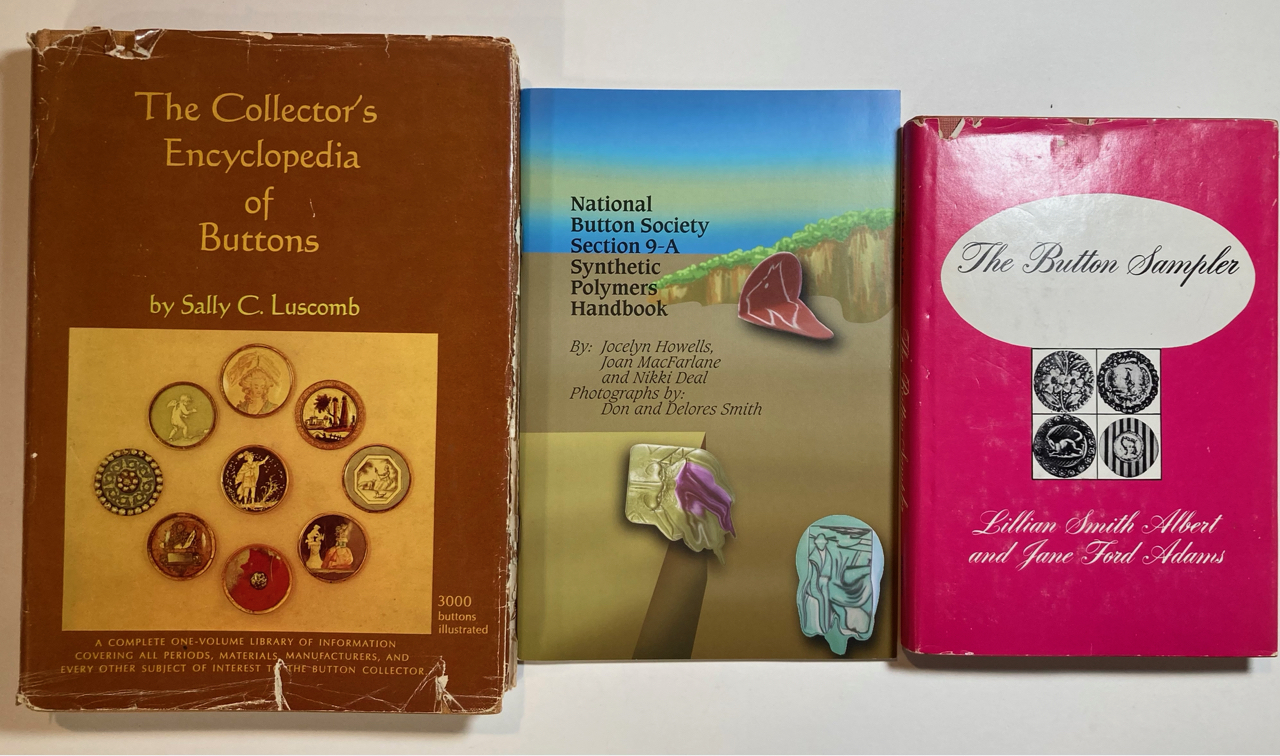 The Collector's
Encyclopedia
of
Buttons
by Sally C. Luscomb
3000
buttons
illustrated
A COMPLETE ONE-VOLUME LIBRARY OF INFORMATION
COVERING ALL PERIODS, MATERIALS, MANUFACTURERS, AND
EVERY OTHER SUBJECT OF INTEREST TO THE BUTTON COLLECTOR
National
Button Society
Section 9-A
Synthetic
Polymers
Handbook
By: Jocelyn Howells,
Joan MacFarlane
and Nikki Deal
Photographs by:
Don and Delores Smith
The Button Sampler
Lillian Smith Albert
and Jane Ford Adams